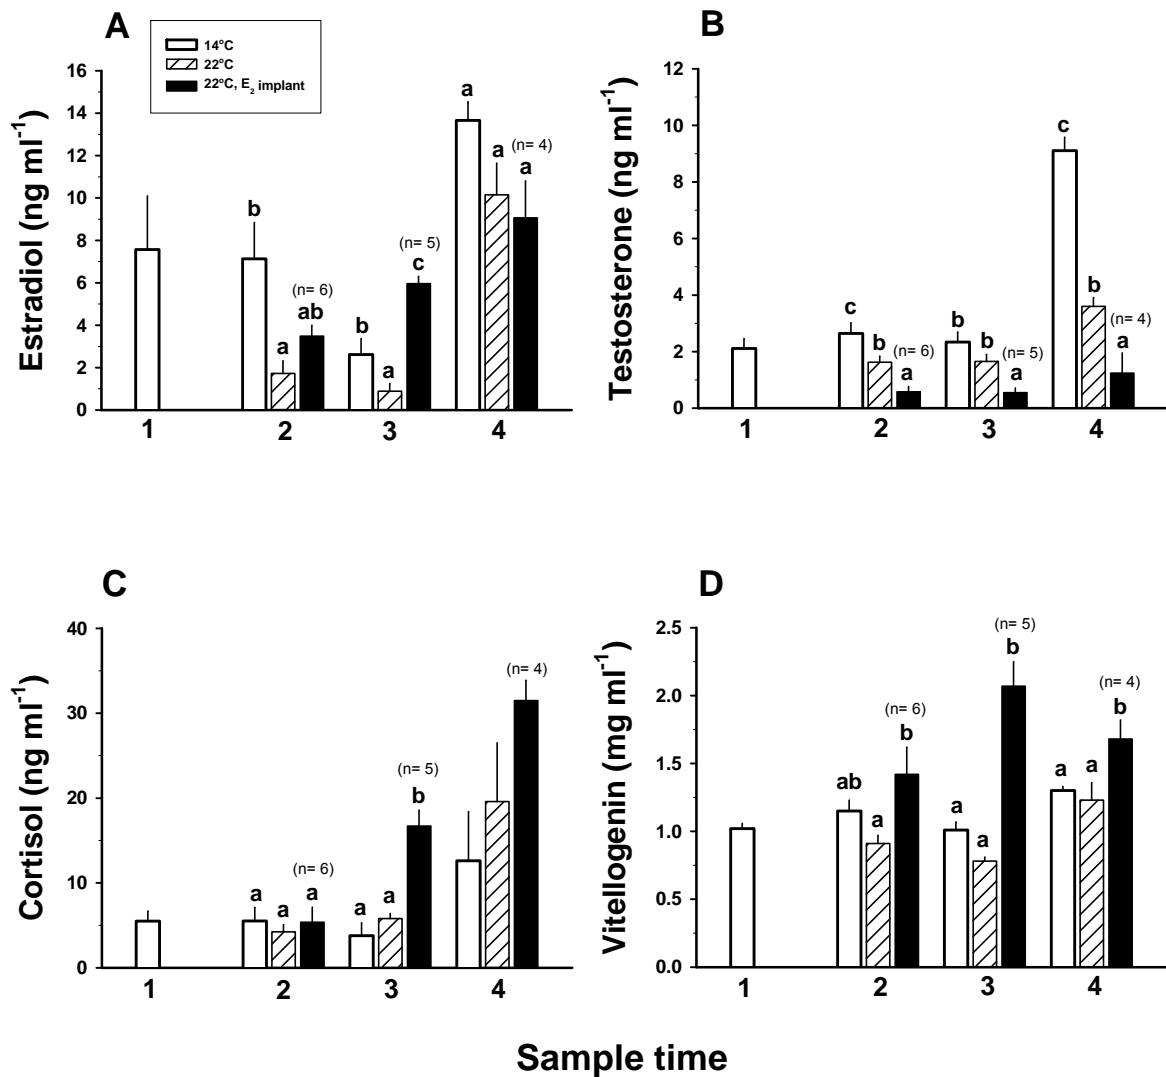 A
14°C
22°C
22°C, E2 implant
Estradiol (ng ml-1)
16
14
12
10
8
6
4
2
0
b
a
ab
(n= 6)
b
a
c
(n= 5)
a
a
a
(n= 4)
1 2 3 4
B
Testosterone (ng ml-1)
12
10
8
6
4
2
0
c
b
a
(n= 6)
b
b
a
(n= 5)
c
b
a
(n= 4)
1 2 3 4
C
Cortisol (ng ml-1)
40
30
20
10
0
a
a
a
(n= 6)
a
a
b
(n= 5)
(n= 4)
1 2 3 4
D
Vitellogenin (mg ml-1)
2.5
2.0
1.5
1.0
0.5
0.0
ab
a
b
(n= 6)
a
a
b
(n= 5)
a
a
b
(n= 4)
1 2 3 4
Sample time